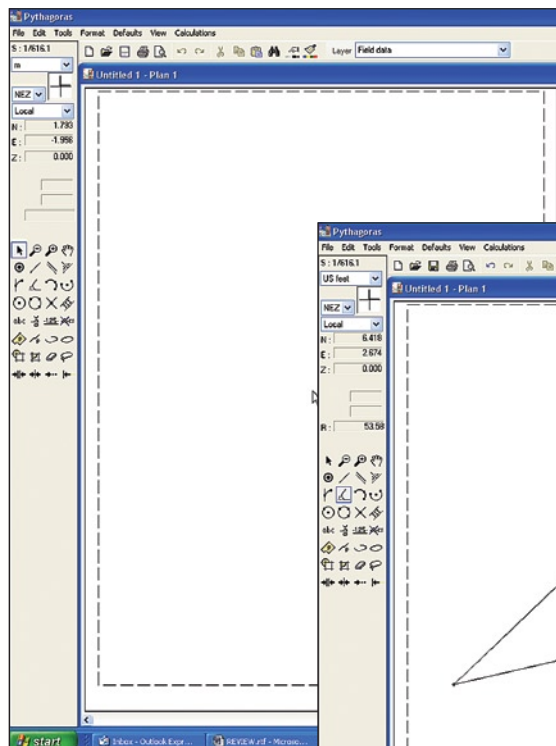 Pythagoras
File Edit Tools Format Defaults View Calculations
S : 1/616.1
Layer Field data
m
Untitled 1 - Plan 1
NEZ
Local
N : 1.793
E : -1.996
Z : 0.000
abc
Pythagoras
File Edit Tools Format Defaults View Calculations
S : 1/616.1
US feet
Untitled 1 - Plan 1
NEZ
Local
N : 6.418
E : 2.674
Z : 0.000
R : 53.58
abc
start
Inbox - Outlook Expr...
REVIEW.rtf - Microso...